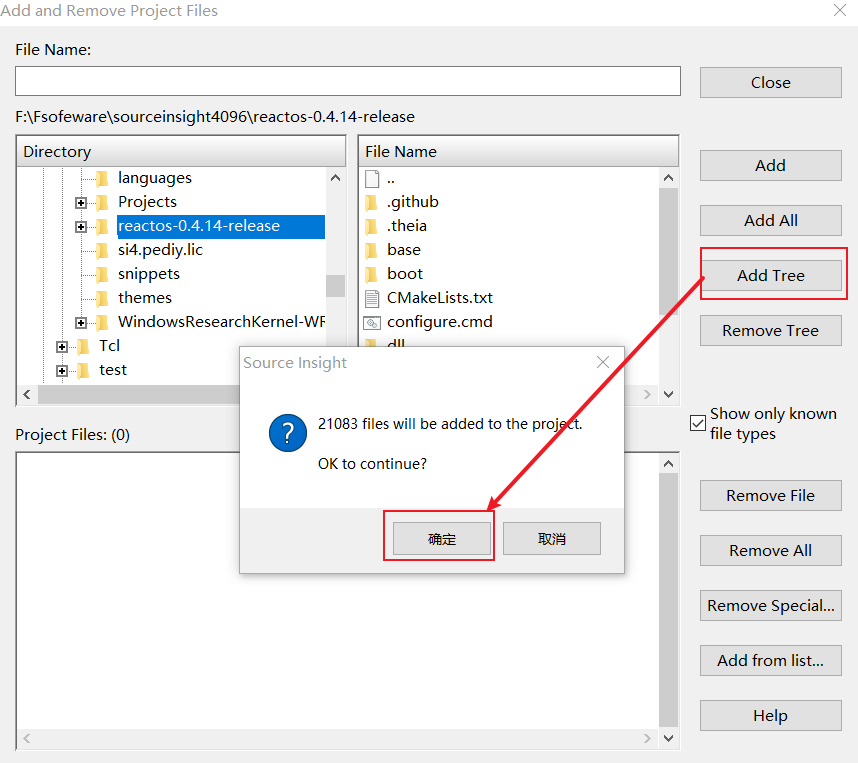 Add and Remove Project Files
File Name:
Close
F:\Fsofeware\sourceinsight4096\reactos-0.4.14-release
Directory
File Name
languages
Projects
reactos-0.4.14-release
si4.pediy.lic
snippets
themes
WindowsResearchKernel-WR
Tcl
test
..
.github
.theia
base
boot
CMakeLists.txt
configure.cmd
dll
Add
Add All
Add Tree
Remove Tree
Show only known
file types
Project Files: (0)
Source Insight
21083 files will be added to the project.
OK to continue?
确定
取消
Remove File
Remove All
Remove Special...
Add from list...
Help